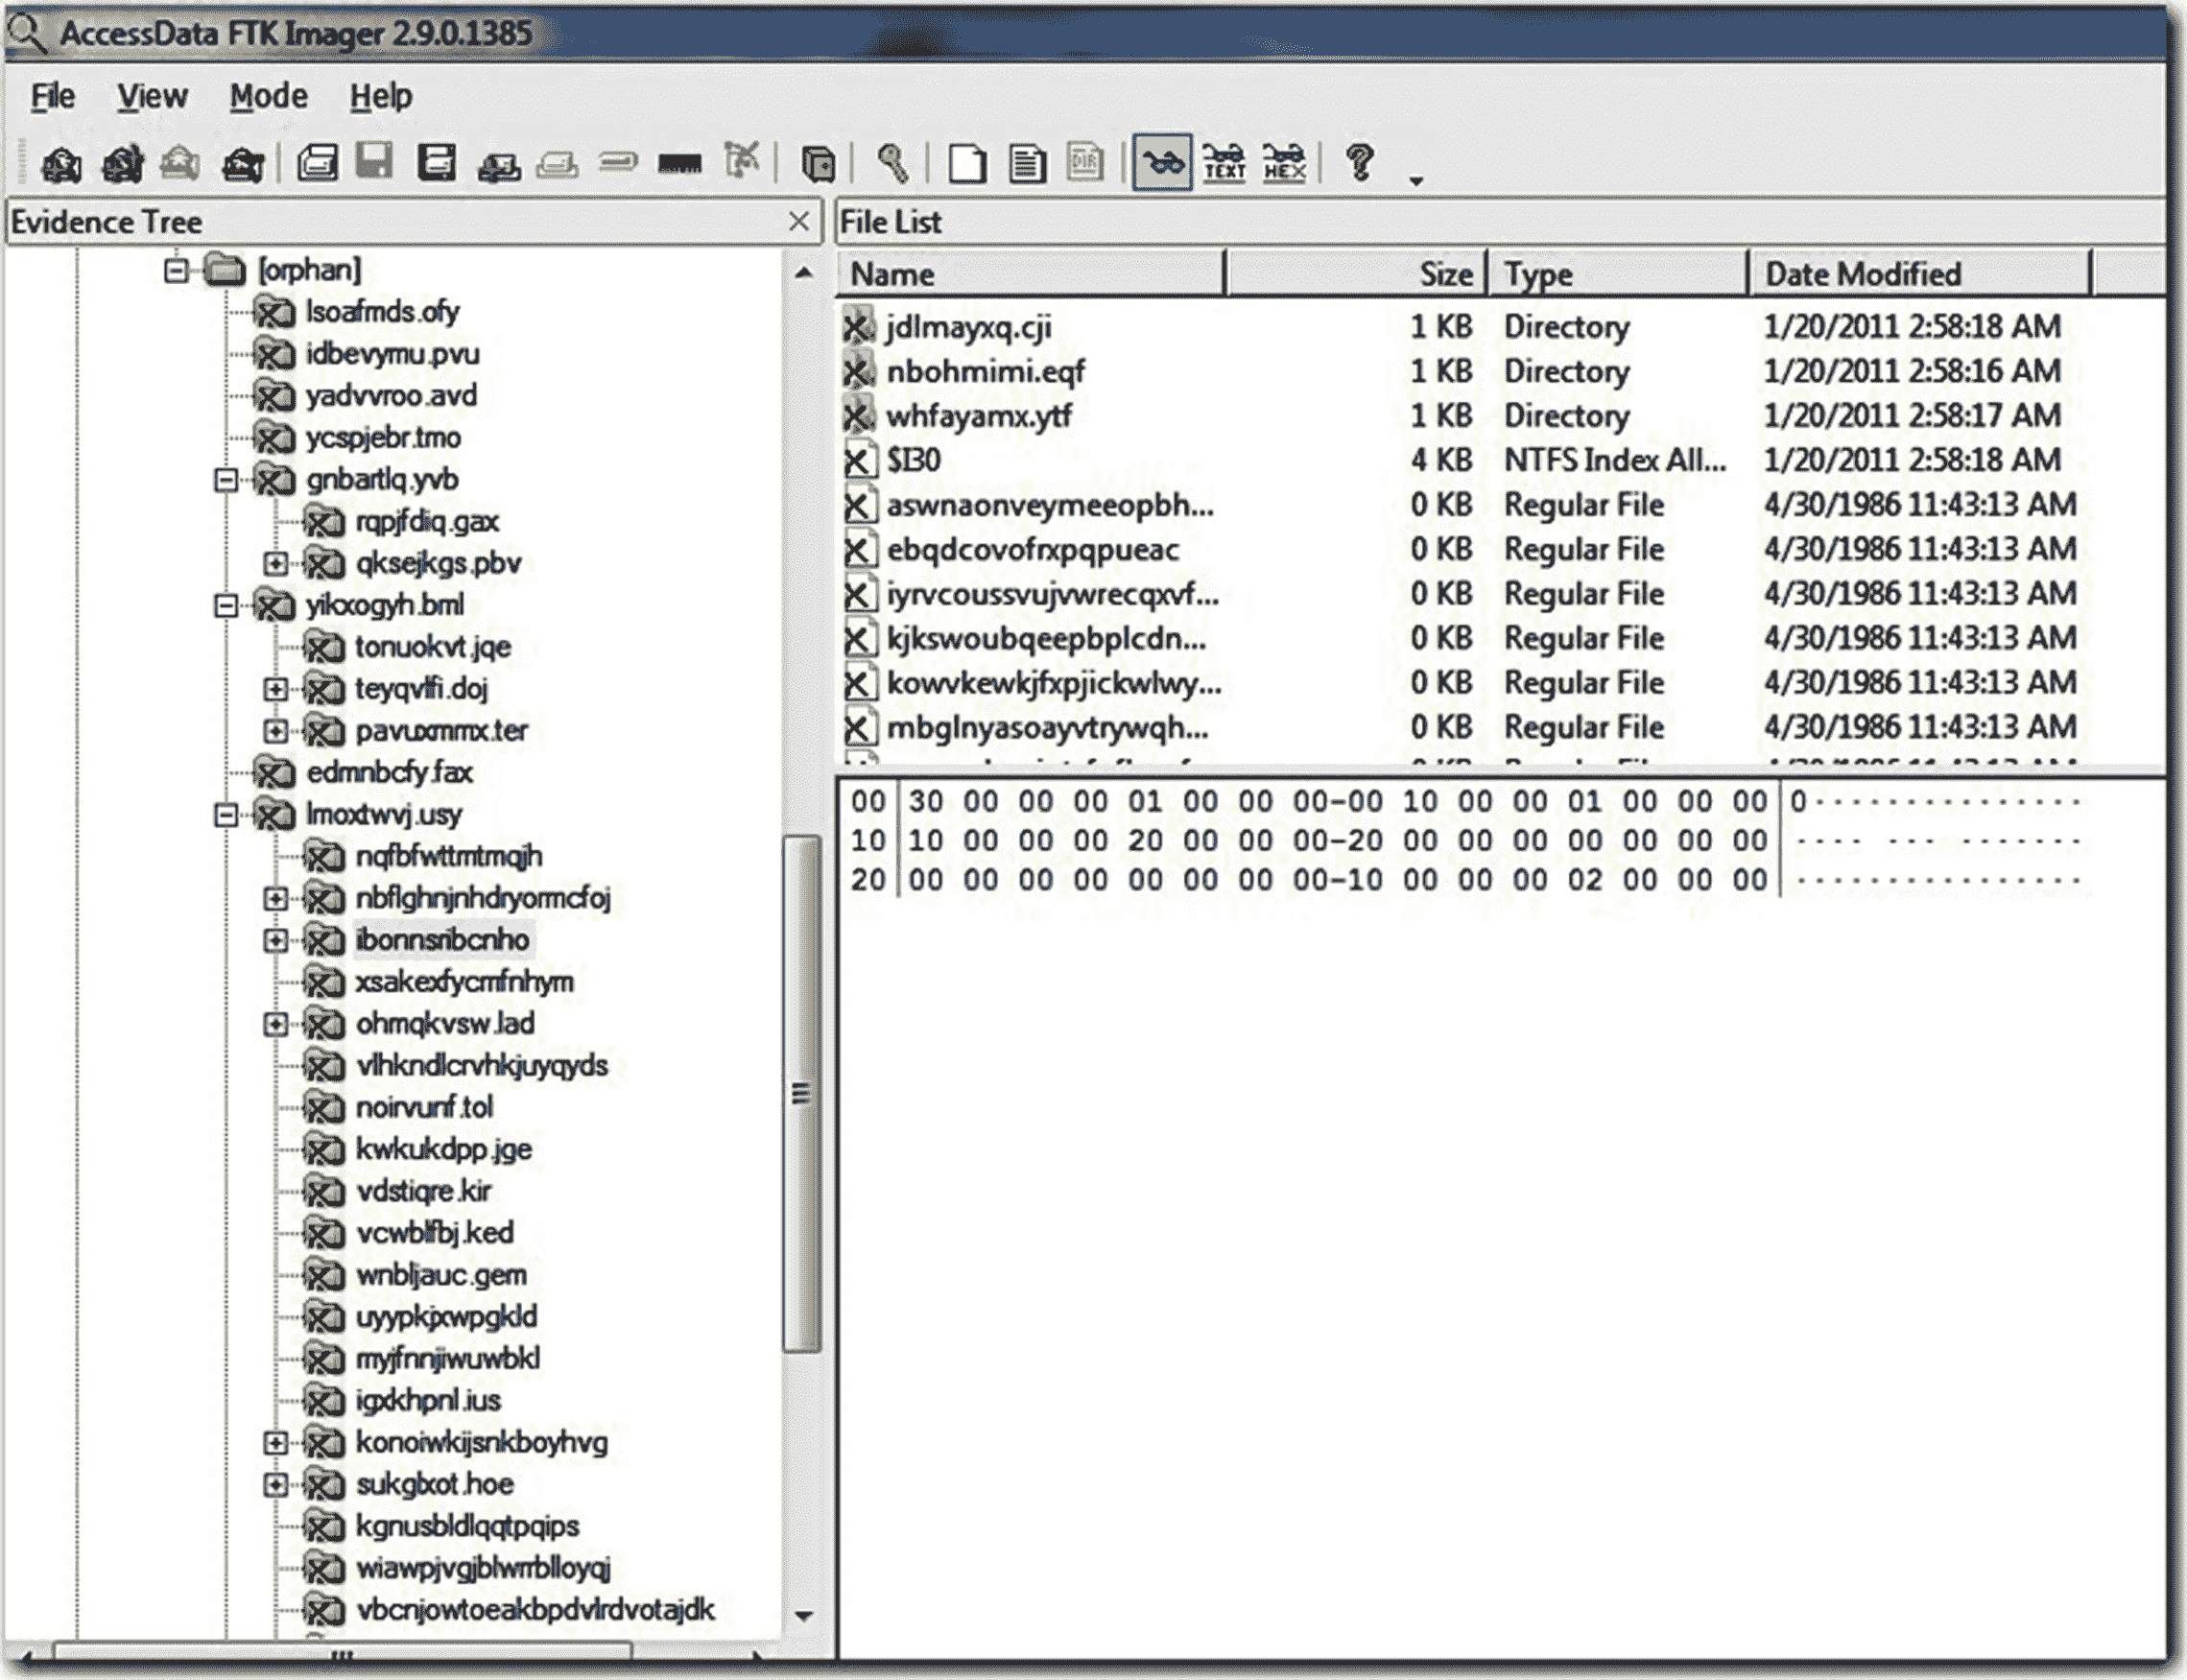 AccessData FTK Imager 2.9.0.1385
File View Mode Help
DIR TEXT HEX ?
Evidence Tree
[orphan]
lsoafmds.ofy
idbevymu.pvu
yadvvroo.avd
ycspjebr.tmo
gnbartlq.yvb
rqpjfdiq.gax
qksejkgs.pbv
yikxogyh.bml
tonuokvt.jqe
teyqvlfi.doj
pavuxmmx.ter
edmnbcfy.fax
lmoxtwvj.usy
nqfbfwttmtmqjh
nbflghnjnhdryormcfoj
ibonnsribcnho
xsakexfycmfnhym
ohmqkvsw.lad
vlhkndlcrvhkjuyqyds
noirvunf.tol
kwkukdpp.jge
vdstiqre.kir
vcwblfbj.ked
wnbljauc.gem
uyypkjxwpgkld
myjfnnjiwuwbkl
igxkhpnl.ius
konoiwkijsnkboyhvg
sukglxot.hoe
kgnusbldlqqtpqips
wiawpjvgjblwrrblloyqj
vbcnjowtoeakbpdvlrdvotajdk
File List
Name Size Type Date Modified
jdlmayxq.cji 1 KB Directory 1/20/2011 2:58:18 AM
nbohmimi.eqf 1 KB Directory 1/20/2011 2:58:16 AM
whfayamx.ytf 1 KB Directory 1/20/2011 2:58:17 AM
$I30 4 KB NTFS Index All... 1/20/2011 2:58:18 AM
aswnaonveymeeopbh... 0 KB Regular File 4/30/1986 11:43:13 AM
ebqdcovofrxpqpueac 0 KB Regular File 4/30/1986 11:43:13 AM
iyrvcoussvujvwrecqxvf... 0 KB Regular File 4/30/1986 11:43:13 AM
kjkswoubqeepbplcdn... 0 KB Regular File 4/30/1986 11:43:13 AM
kowvkewkjfxpjickwlwy... 0 KB Regular File 4/30/1986 11:43:13 AM
mbglnyasoayvtrywqh... 0 KB Regular File 4/30/1986 11:43:13 AM
00 30 00 00 00 01 00 00 00-00 10 00 00 01 00 00 00 0···············
10 10 00 00 00 20 00 00 00-20 00 00 00 00 00 00 00 ···· ··· ·······
20 00 00 00 00 00 00 00 00-10 00 00 00 02 00 00 00 ················